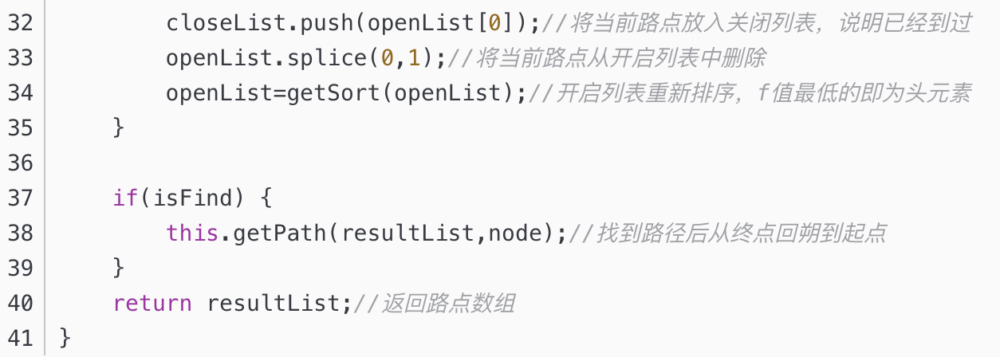 32 closeList.push(openList[0]);//将当前路点放入关闭列表，说明已经到过
33 openList.splice(0,1);//将当前路点从开启列表中删除
34 openList=getSort(openList);//开启列表重新排序，f值最低的即为头元素
35 }
36
37 if(isFind) {
38 this.getPath(resultList,node);//找到路径后从终点回朔到起点
39 }
40 return resultList;//返回路点数组
41 }